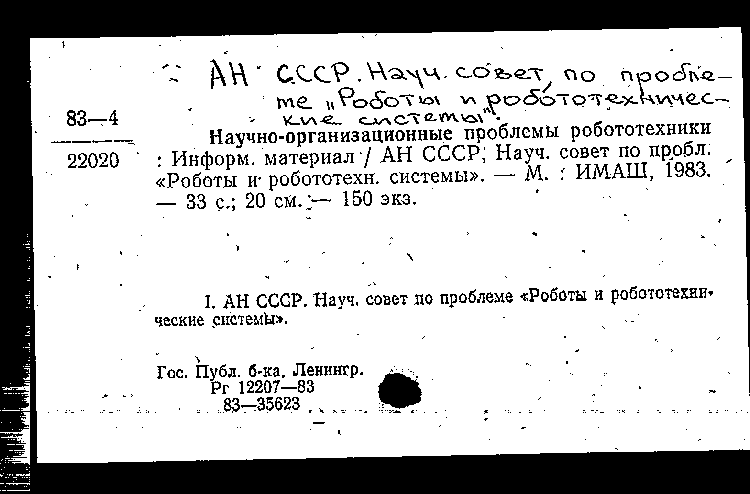 АН СССР. Науч. совет по пробле-
ме „Роботы и робототехничес-
кие системы".
83—4
22020
Научно-организационные проблемы робототехники
: Информ. материал / АН СССР, Науч. совет по пробл.
«Роботы и робототехн. системы». — М. : ИМАШ, 1983.
— 33 с.; 20 см. — 150 экз.
I. АН СССР. Науч. совет по проблеме «Роботы и робототехни-
ческие системы».
Гос. Публ. б-ка. Ленингр.
Рг 12207—83
83—35623